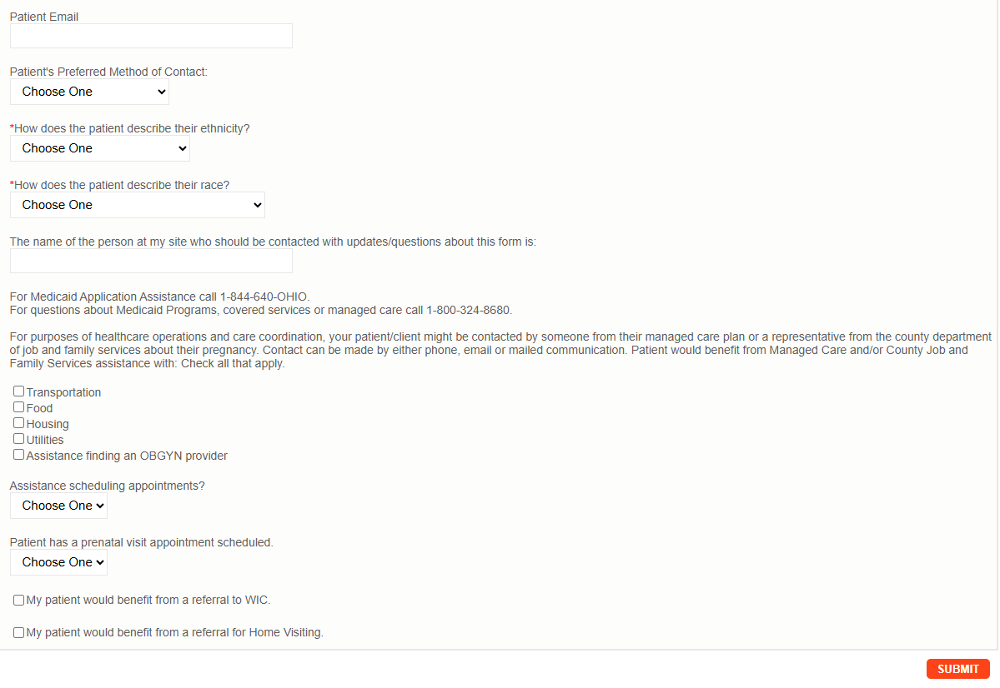 Patient Email
Patient's Preferred Method of Contact:
Choose One
*How does the patient describe their ethnicity?
Choose One
*How does the patient describe their race?
Choose One
The name of the person at my site who should be contacted with updates/questions about this form is:
For Medicaid Application Assistance call 1-844-640-OHIO.
For questions about Medicaid Programs, covered services or managed care call 1-800-324-8680.
For purposes of healthcare operations and care coordination, your patient/client might be contacted by someone from their managed care plan or a representative from the county department
of job and family services about their pregnancy. Contact can be made by either phone, email or mailed communication. Patient would benefit from Managed Care and/or County Job and
Family Services assistance with: Check all that apply.
Transportation
Food
Housing
Utilities
Assistance finding an OBGYN provider
Assistance scheduling appointments?
Choose One
Patient has a prenatal visit appointment scheduled.
Choose One
My patient would benefit from a referral to WIC.
My patient would benefit from a referral for Home Visiting.
SUBMIT